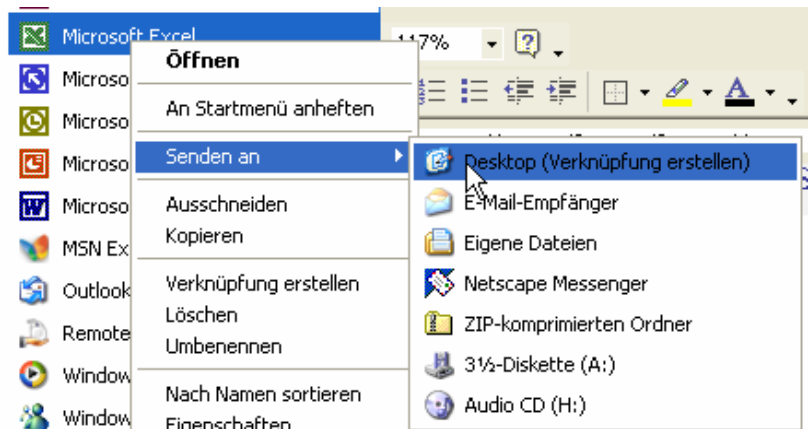 Microsoft Excel
Microso
Microso
Microso
Microso
MSN Ex
Outlook
Remote
Window
Window
117%
Öffnen
An Startmenü anheften
Senden an
Ausschneiden
Kopieren
Verknüpfung erstellen
Löschen
Umbenennen
Nach Namen sortieren
Eigenschaften
Desktop (Verknüpfung erstellen)
E-Mail-Empfänger
Eigene Dateien
Netscape Messenger
ZIP-komprimierten Ordner
3½-Diskette (A:)
Audio CD (H:)